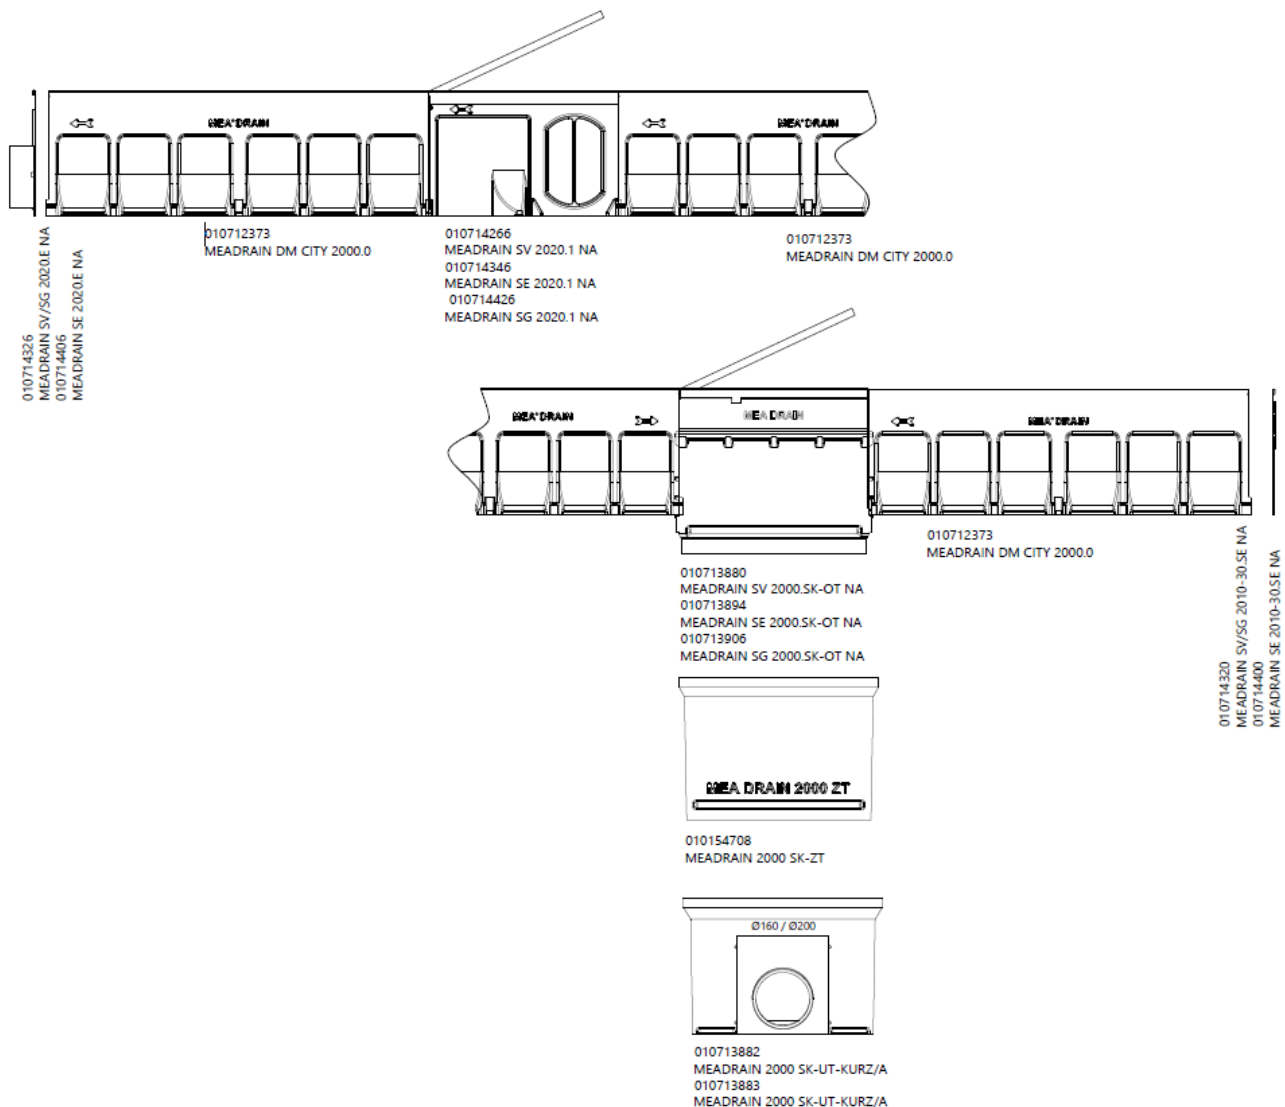 MEA'DRAIN
MEA'DRAIN
010712373
MEADRAIN DM CITY 2000.0
010714266
MEADRAIN SV 2020.1 NA
010714346
MEADRAIN SE 2020.1 NA
010714426
MEADRAIN SG 2020.1 NA
010712373
MEADRAIN DM CITY 2000.0
010714326
MEADRAIN SV/SG 2020.E NA
010714406
MEADRAIN SE 2020.E NA
MEA'DRAIN
MEA DRAIN
MEA'DRAIN
010712373
MEADRAIN DM CITY 2000.0
010713880
MEADRAIN SV 2000.SK-OT NA
010713894
MEADRAIN SE 2000.SK-OT NA
010713906
MEADRAIN SG 2000.SK-OT NA
010714320
MEADRAIN SV/SG 2010-30.SE NA
010714400
MEADRAIN SE 2010-30.SE NA
MEA DRAIN 2000 ZT
010154708
MEADRAIN 2000 SK-ZT
Ø160 / Ø200
010713882
MEADRAIN 2000 SK-UT-KURZ/A
010713883
MEADRAIN 2000 SK-UT-KURZ/A